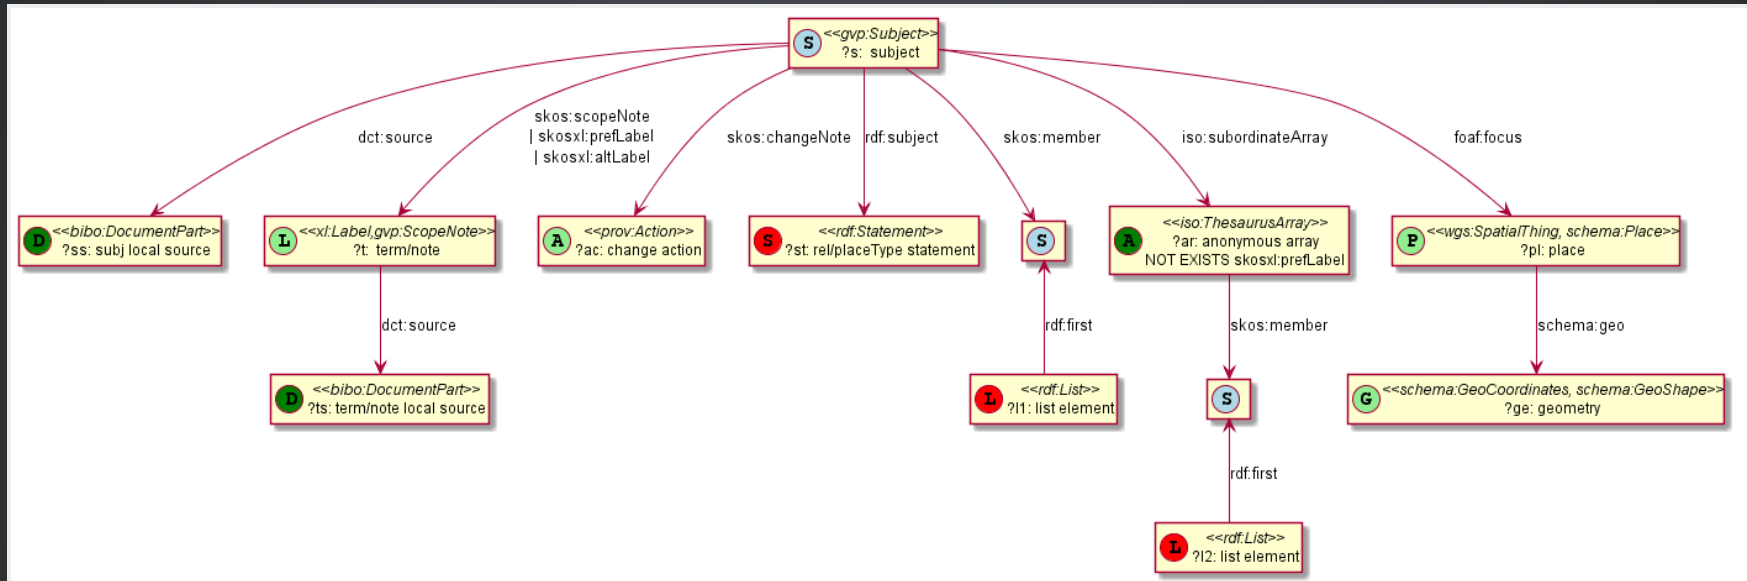 S <<gvp:Subject>>
?s: subject
dct:source
skos:scopeNote
| skosxl:prefLabel
| skosxl:altLabel
skos:changeNote
rdf:subject
skos:member
iso:subordinateArray
foaf:focus
D <<bibo:DocumentPart>>
?ss: subj local source
L <<xl:Label,gvp:ScopeNote>>
?t: term/note
A <<prov:Action>>
?ac: change action
S <<rdf:Statement>>
?st: rel/placeType statement
S
A <<iso:ThesaurusArray>>
?ar: anonymous array
NOT EXISTS skosxl:prefLabel
P <<wgs:SpatialThing, schema:Place>>
?pl: place
dct:source
rdf:first
skos:member
schema:geo
D <<bibo:DocumentPart>>
?ts: term/note local source
L <<rdf:List>>
?l1: list element
S
G <<schema:GeoCoordinates, schema:GeoShape>>
?ge: geometry
rdf:first
L <<rdf:List>>
?l2: list element